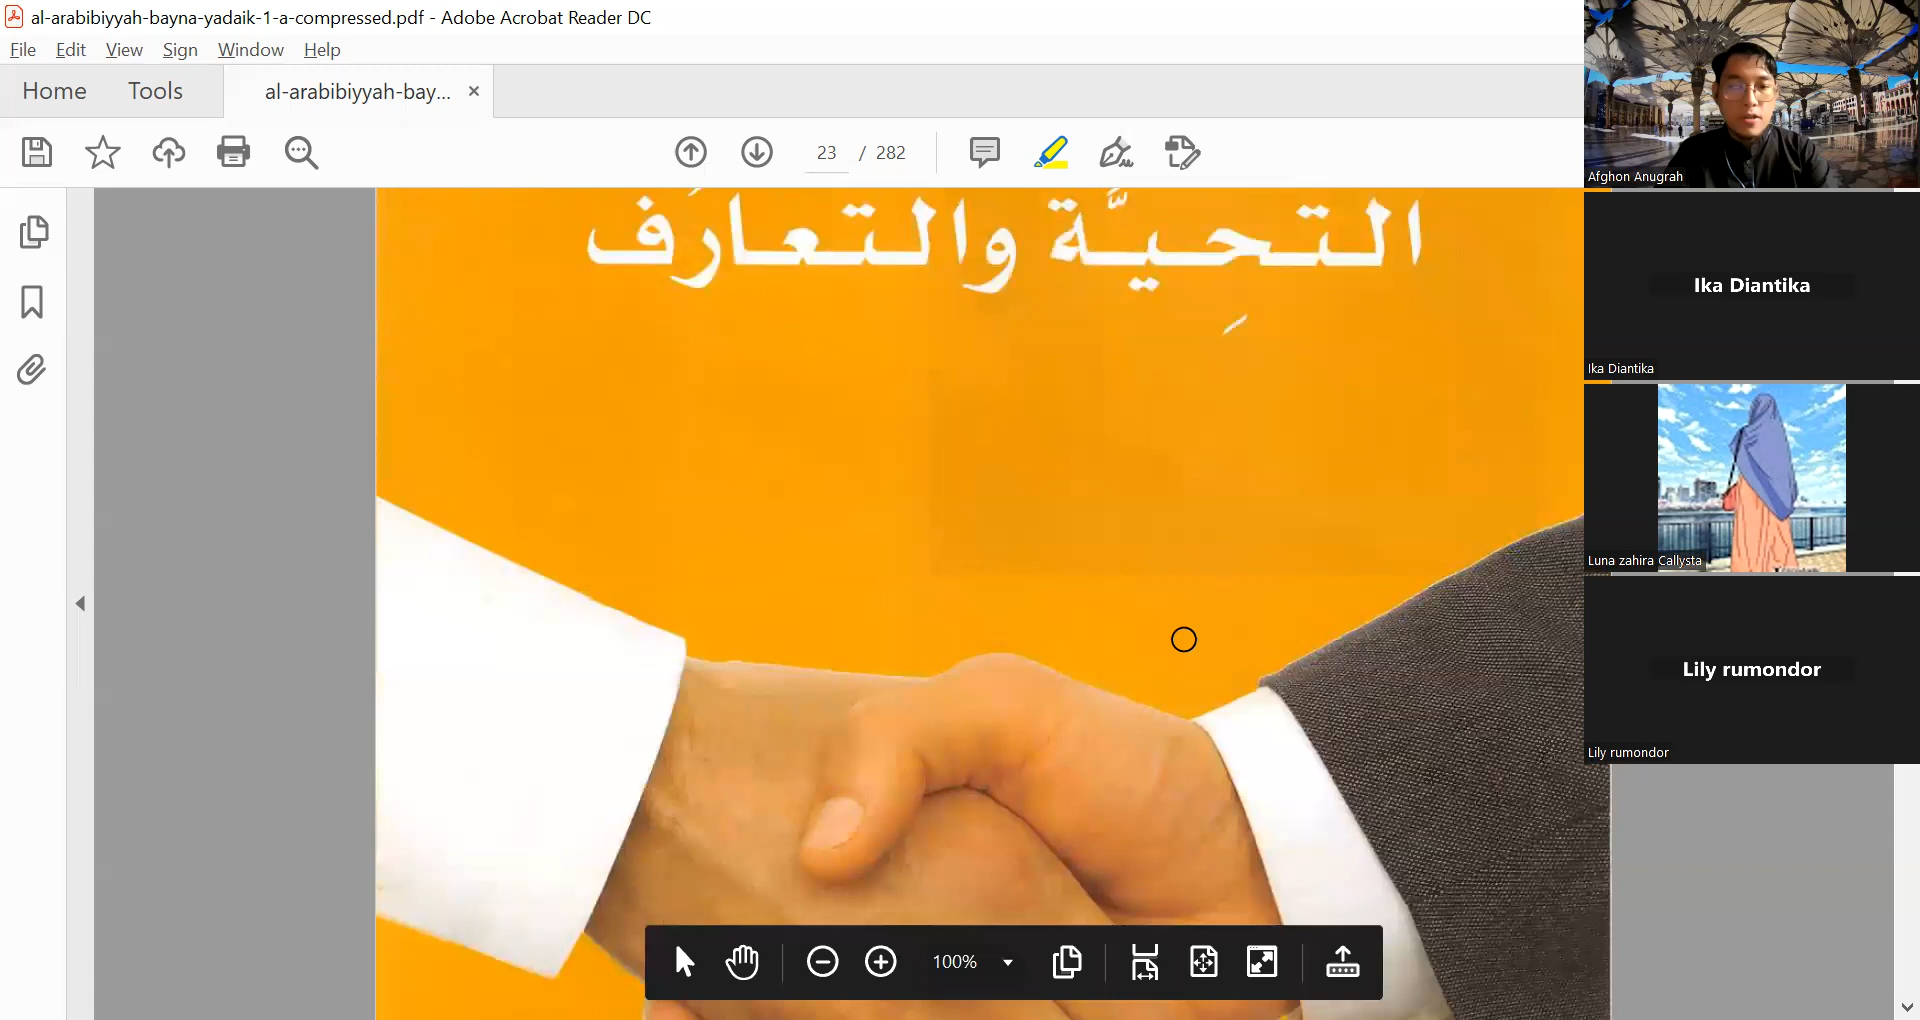 al-arabibiyyah-bayna-yadaik-1-a-compressed.pdf - Adobe Acrobat Reader DC
File Edit View Sign Window Help
Home Tools al-arabibiyyah-bay... ×
23 / 282
التحِيَّة والتعارَف
100%
Afghon Anugrah
Ika Diantika
Ika Diantika
Luna zahira Callysta
Lily rumondor
Lily rumondor